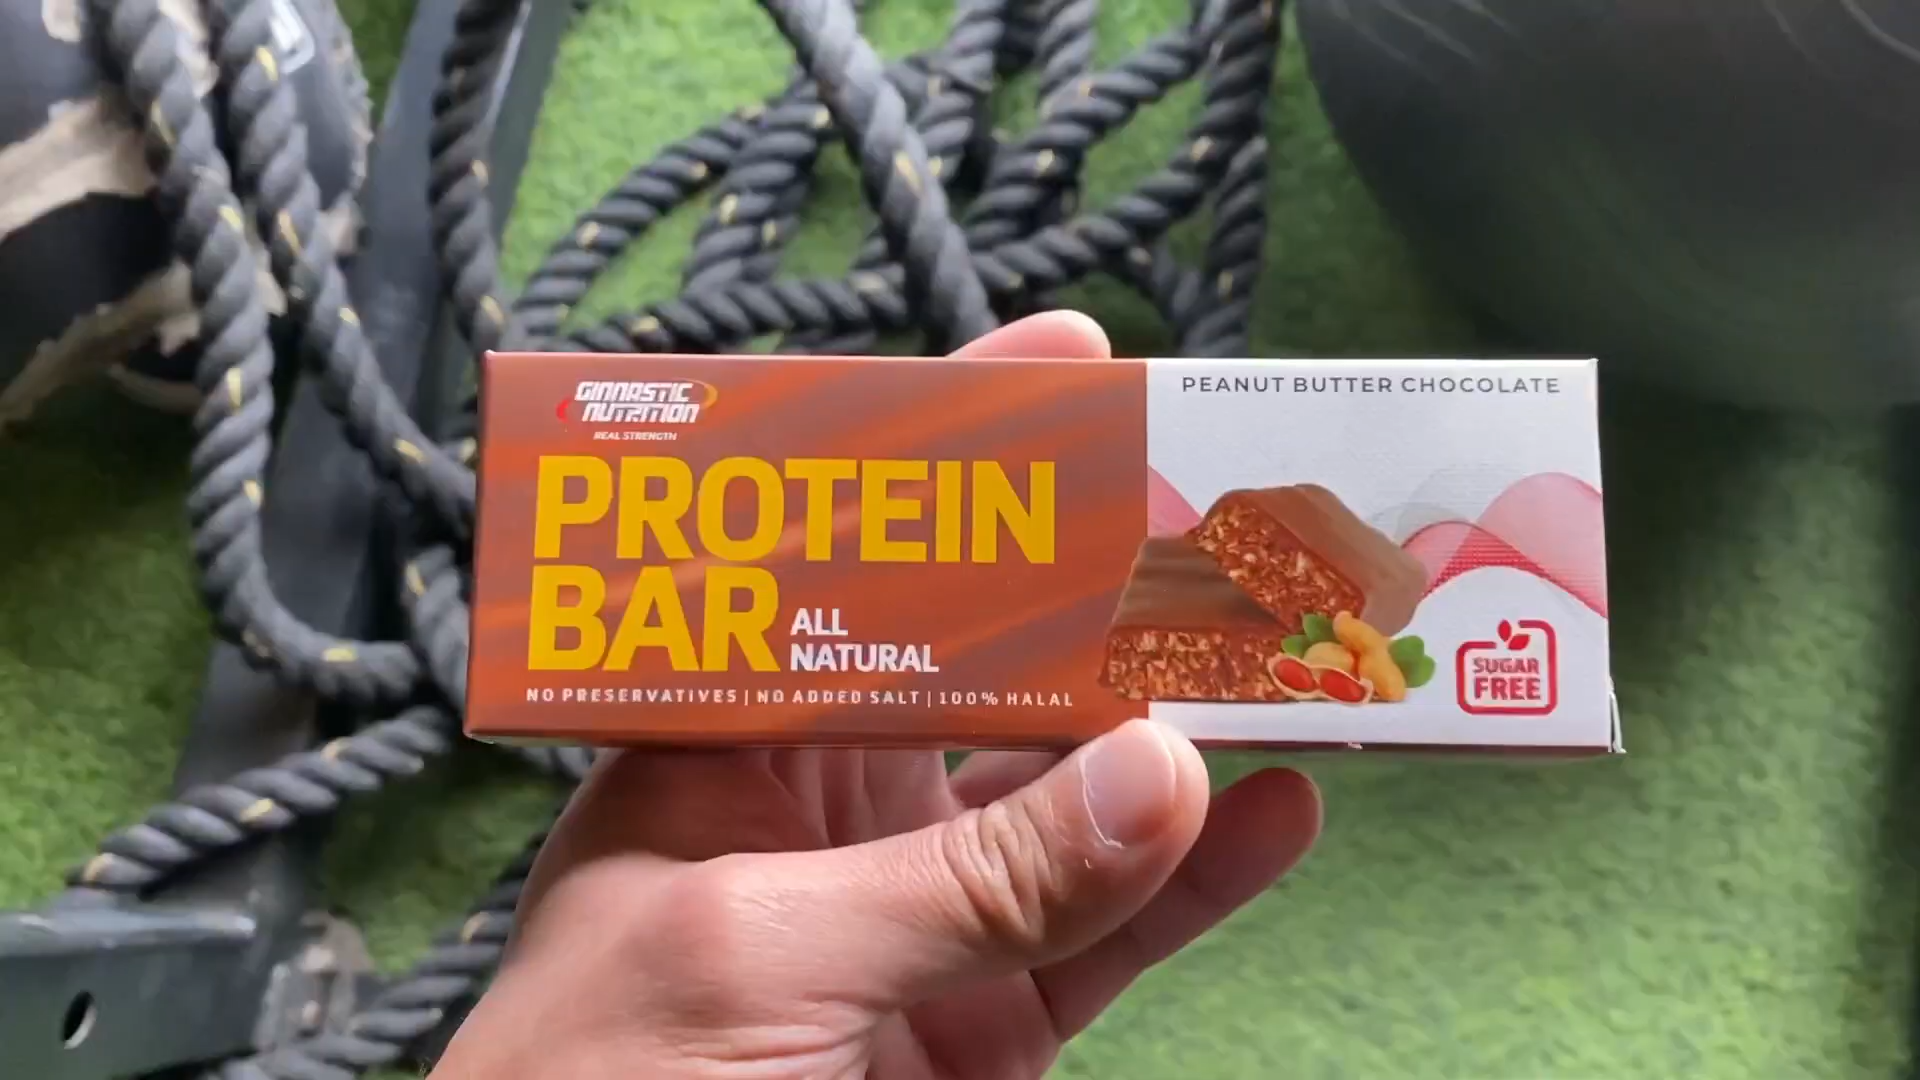 GINNASTIC
NUTRITION
REAL STRENGTH
PROTEIN
BAR
ALL
NATURAL
NO PRESERVATIVES | NO ADDED SALT | 100% HALAL
PEANUT BUTTER CHOCOLATE
SUGAR
FREE